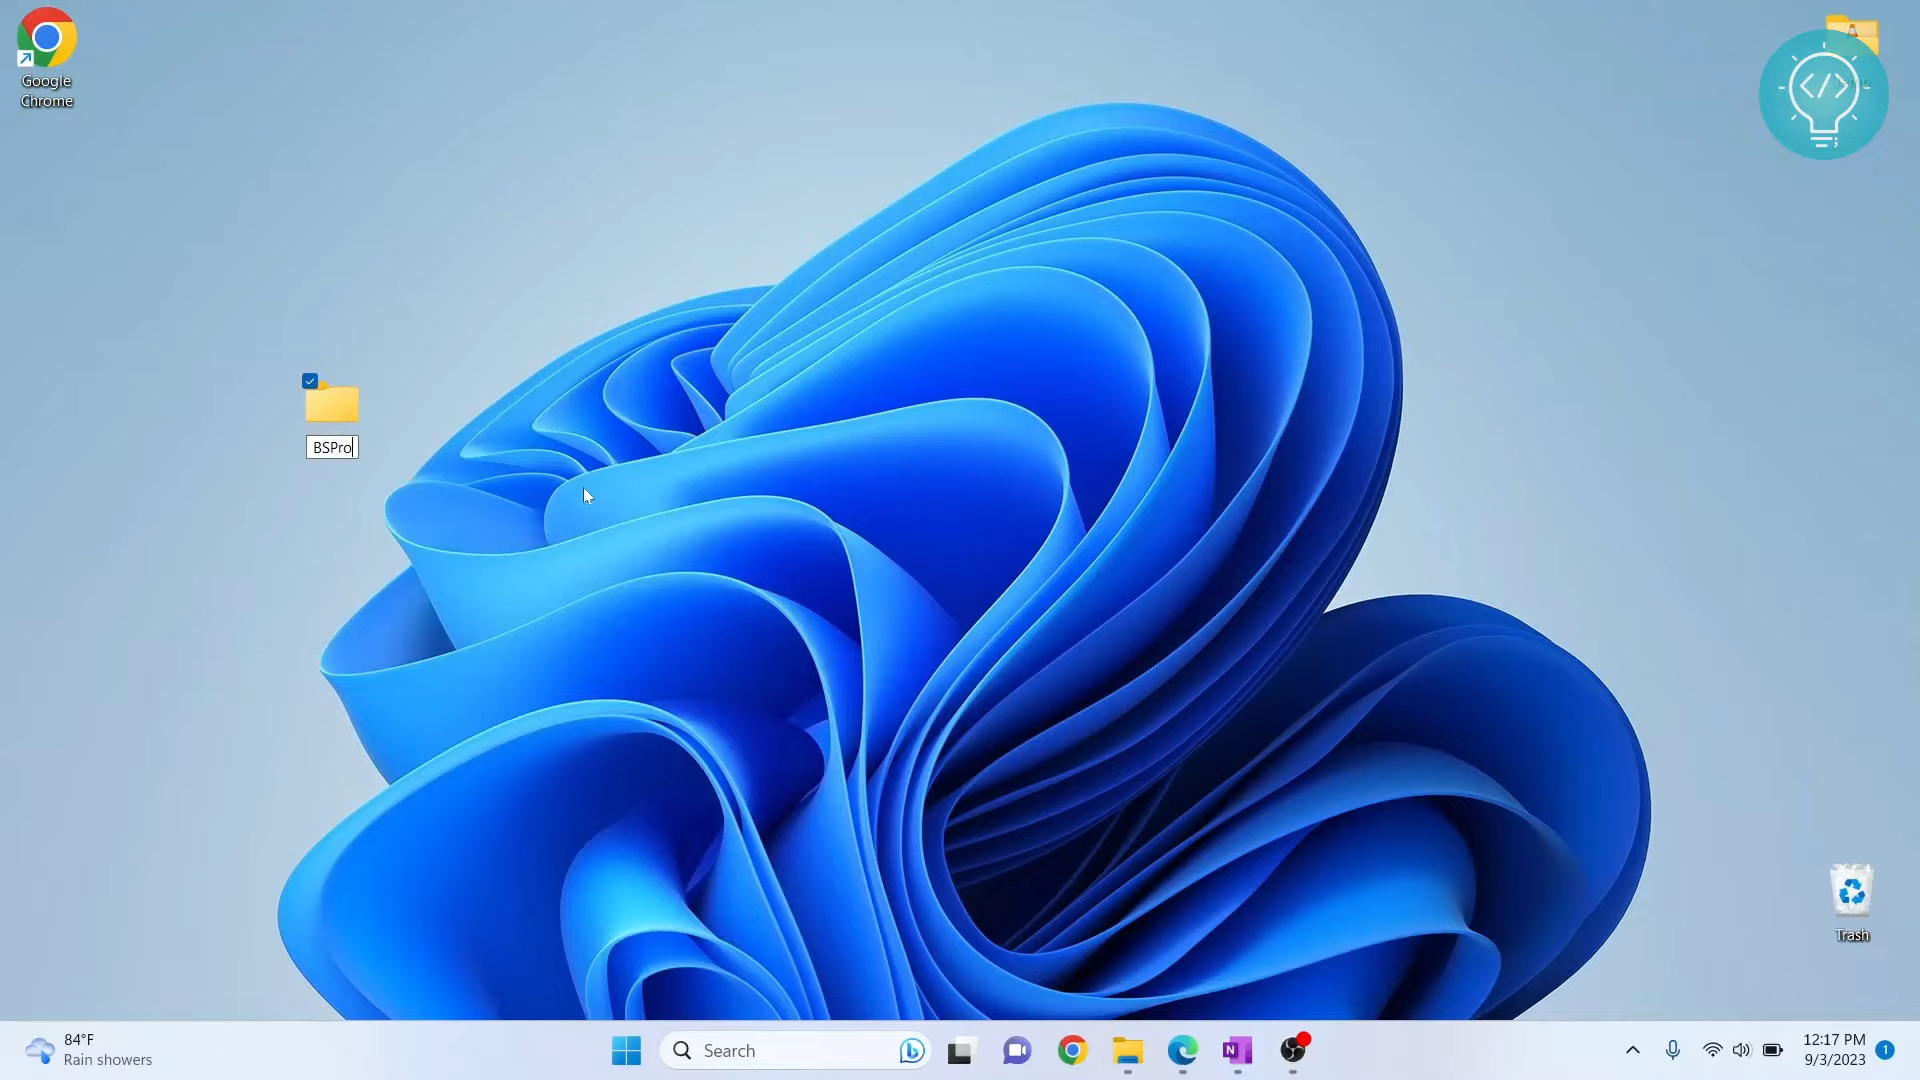 Google
Chrome
</>
BSPro
Trash
84°F
Rain showers
Search
N
12:17 PM
9/3/2023
1